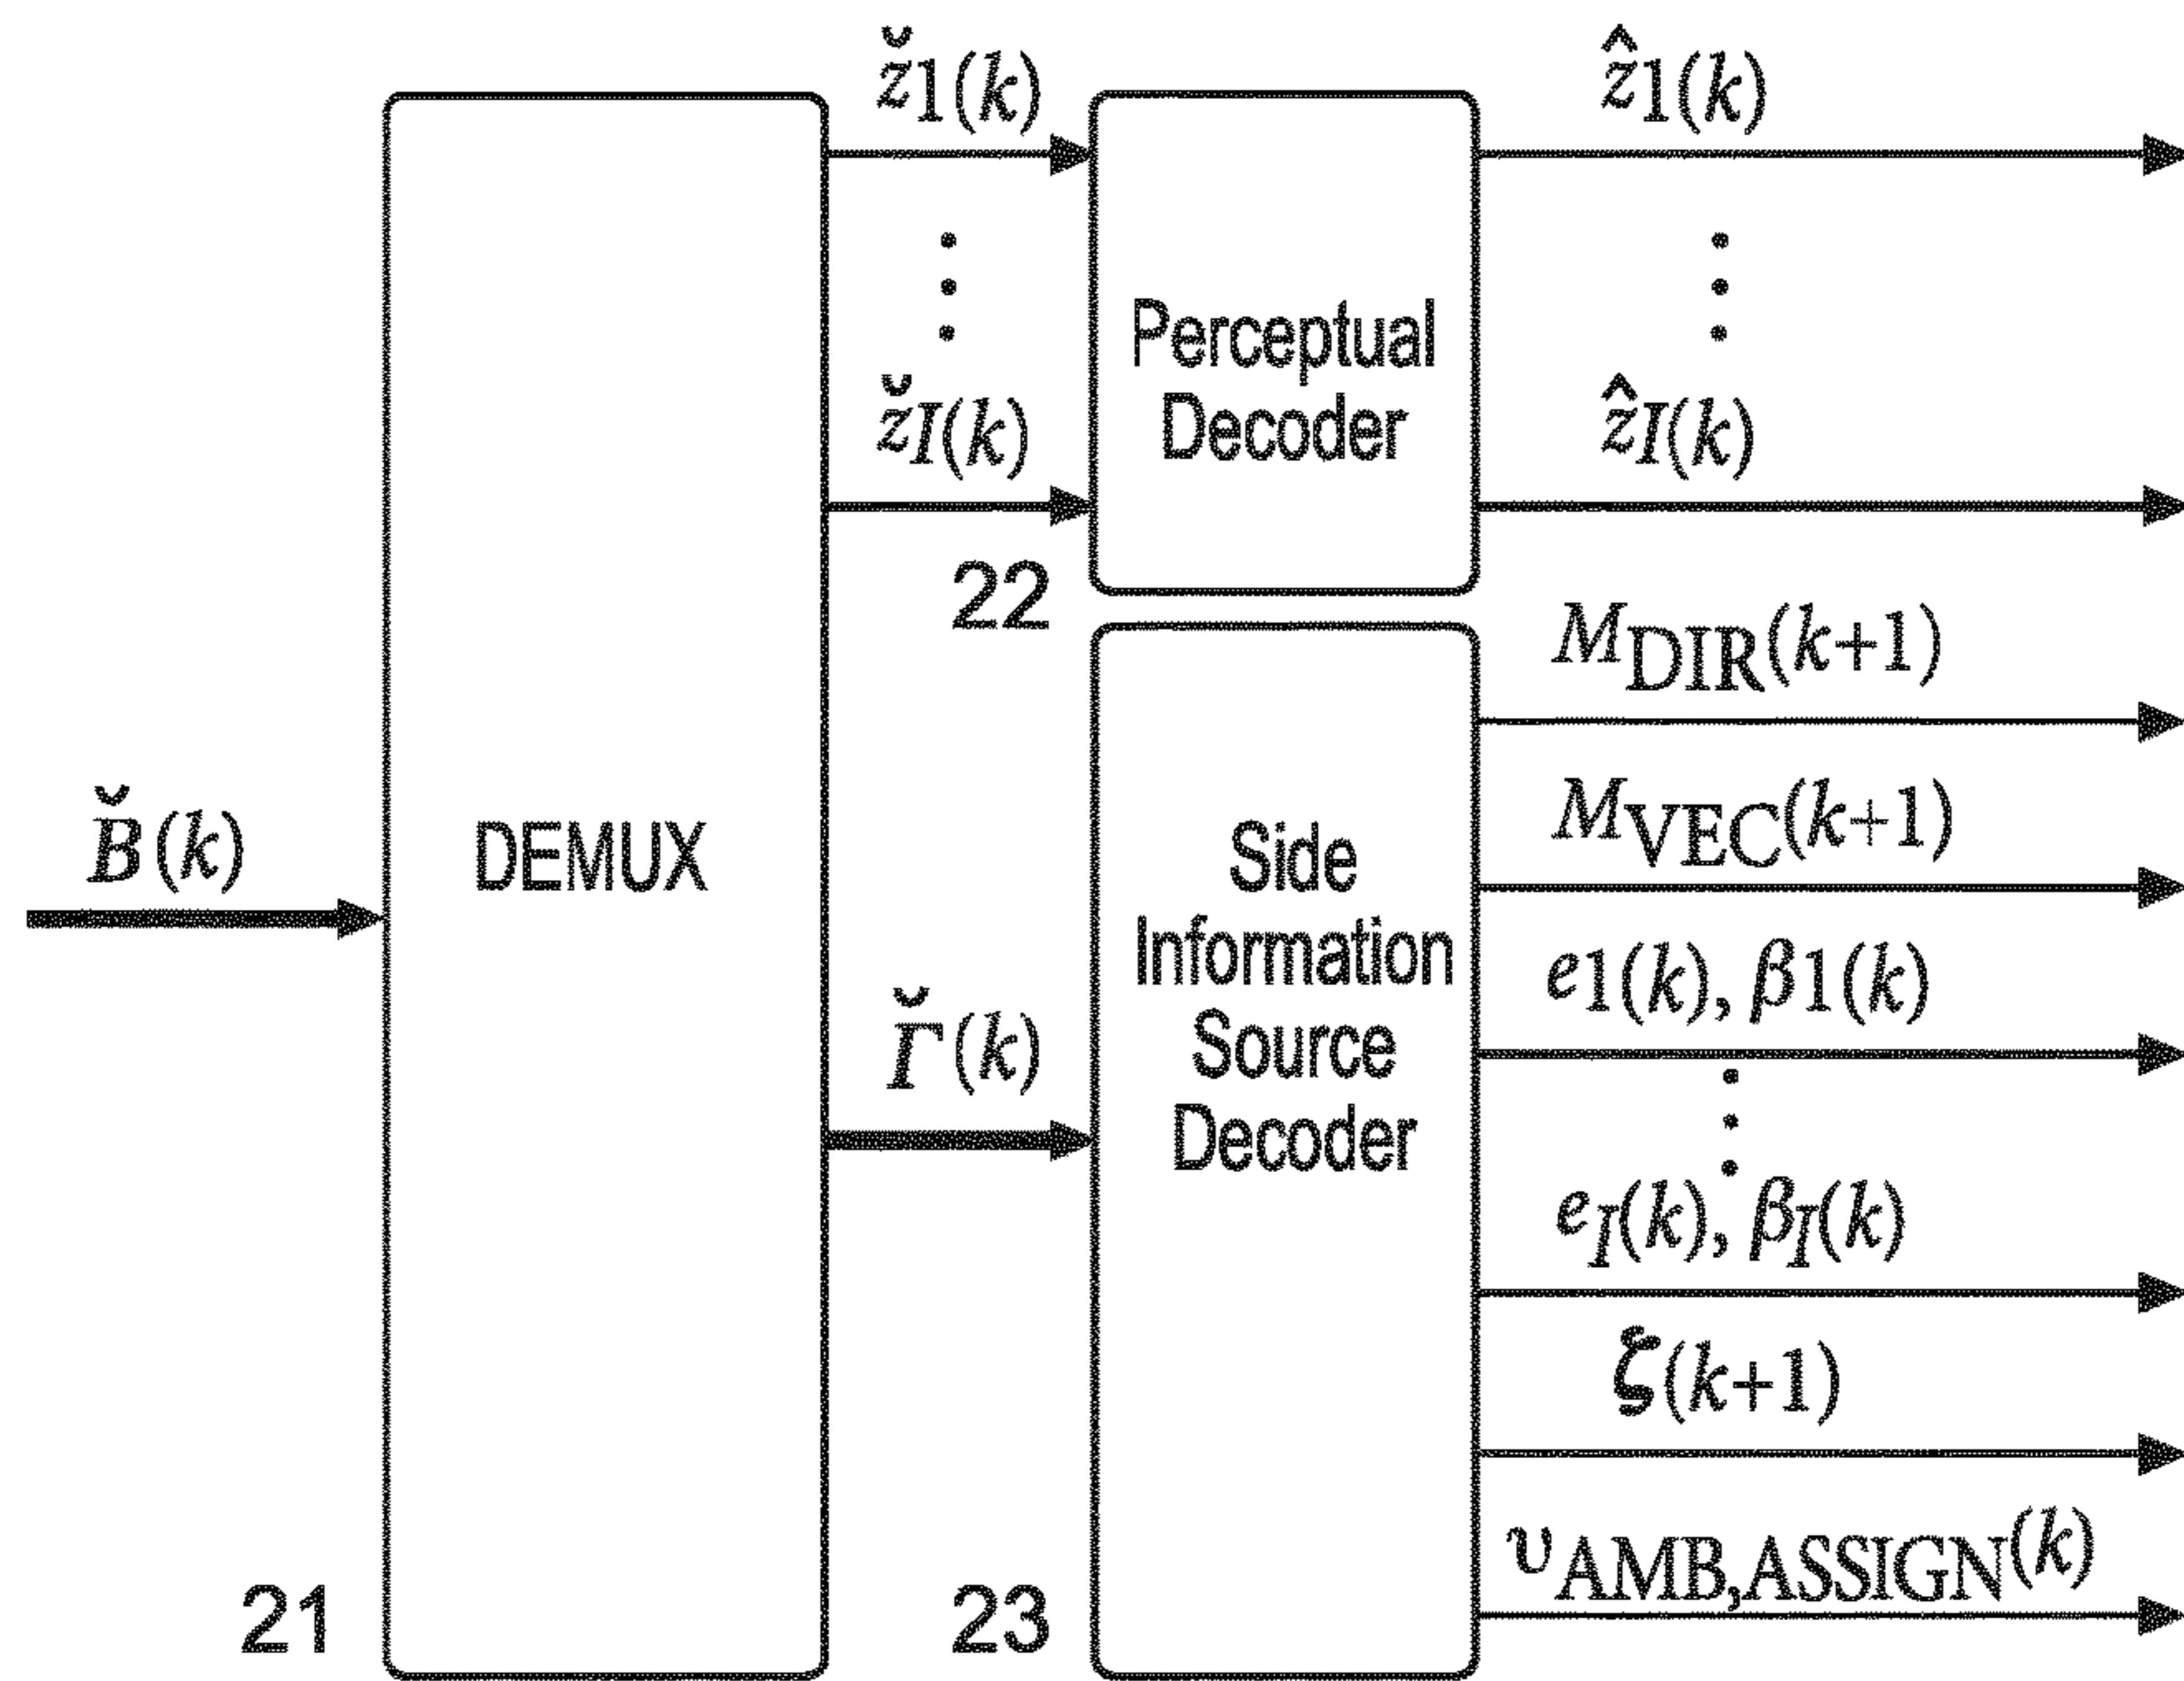 ž1(k)
ẑ1(k)
Perceptual
Decoder
z̆I(k)
ẑI(k)
22
MDIR(k+1)
MVEC(k+1)
B̆(k)
DEMUX
Side
Information
Source
Decoder
e1(k), β1(k)
Γ̆(k)
eI(k), βI(k)
ζ(k+1)
υAMB,ASSIGN(k)
21
23